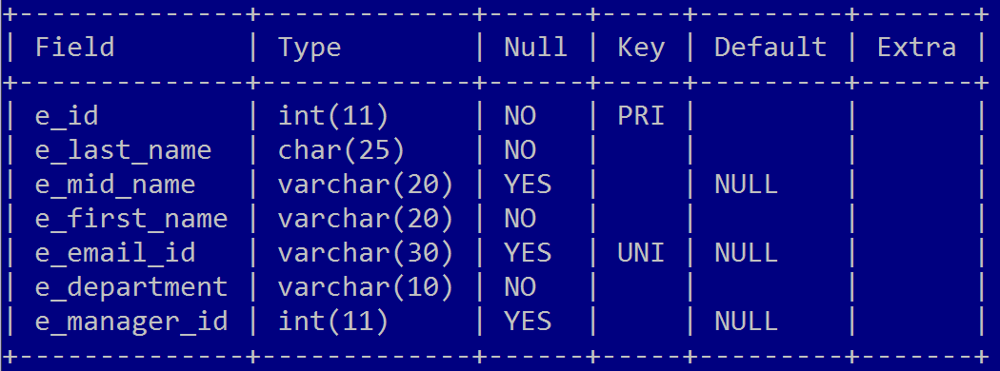 +--------------+-------------+------+-----+---------+-------+
| Field        | Type        | Null | Key | Default | Extra |
+--------------+-------------+------+-----+---------+-------+
| e_id         | int(11)     | NO   | PRI |         |       |
| e_last_name  | char(25)    | NO   |     |         |       |
| e_mid_name   | varchar(20) | YES  |     | NULL    |       |
| e_first_name | varchar(20) | NO   |     |         |       |
| e_email_id   | varchar(30) | YES  | UNI | NULL    |       |
| e_department | varchar(10) | NO   |     |         |       |
| e_manager_id | int(11)     | YES  |     | NULL    |       |
+--------------+-------------+------+-----+---------+-------+